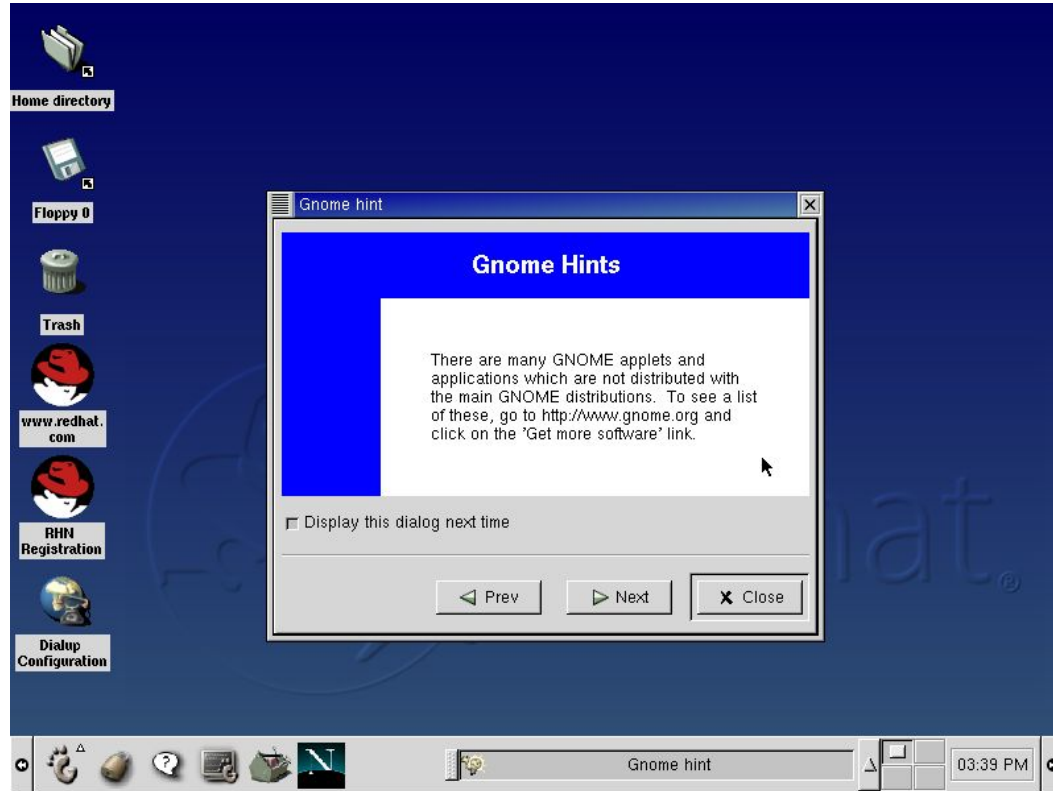 Home directory
Floppy 0
Trash
www.redhat.
com
RHN
Registration
Dialup
Configuration
Gnome hint
Gnome Hints
There are many GNOME applets and
applications which are not distributed with
the main GNOME distributions.  To see a list
of these, go to http://www.gnome.org and
click on the 'Get more software' link.
Display this dialog next time
Prev
Next
Close
redhat®
N
Gnome hint
03:39 PM